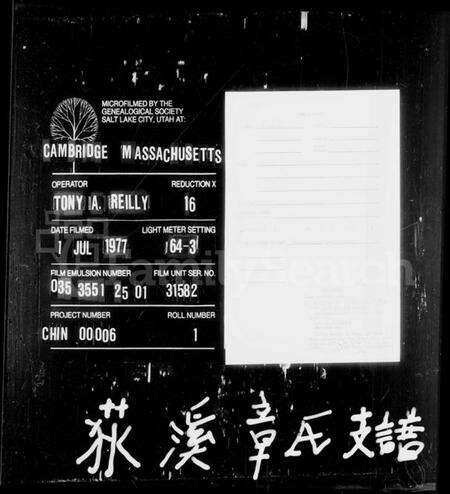 MICROFILMED BY THE
GENEALOGICAL SOCIETY
SALT LAKE CITY, UTAH AT:
CAMBRIDGE MASSACHUSETTS
OPERATOR REDUCTION X
TONY A. REILLY 16
DATE FILMED LIGHT METER SETTING
1 JUL 1977 164-3
FILM EMULSION NUMBER FILM UNIT SER. NO.
035 3551 25 01 31582
PROJECT NUMBER ROLL NUMBER
CHIN 00006 1
FamilySearch
荻溪章氏支譜